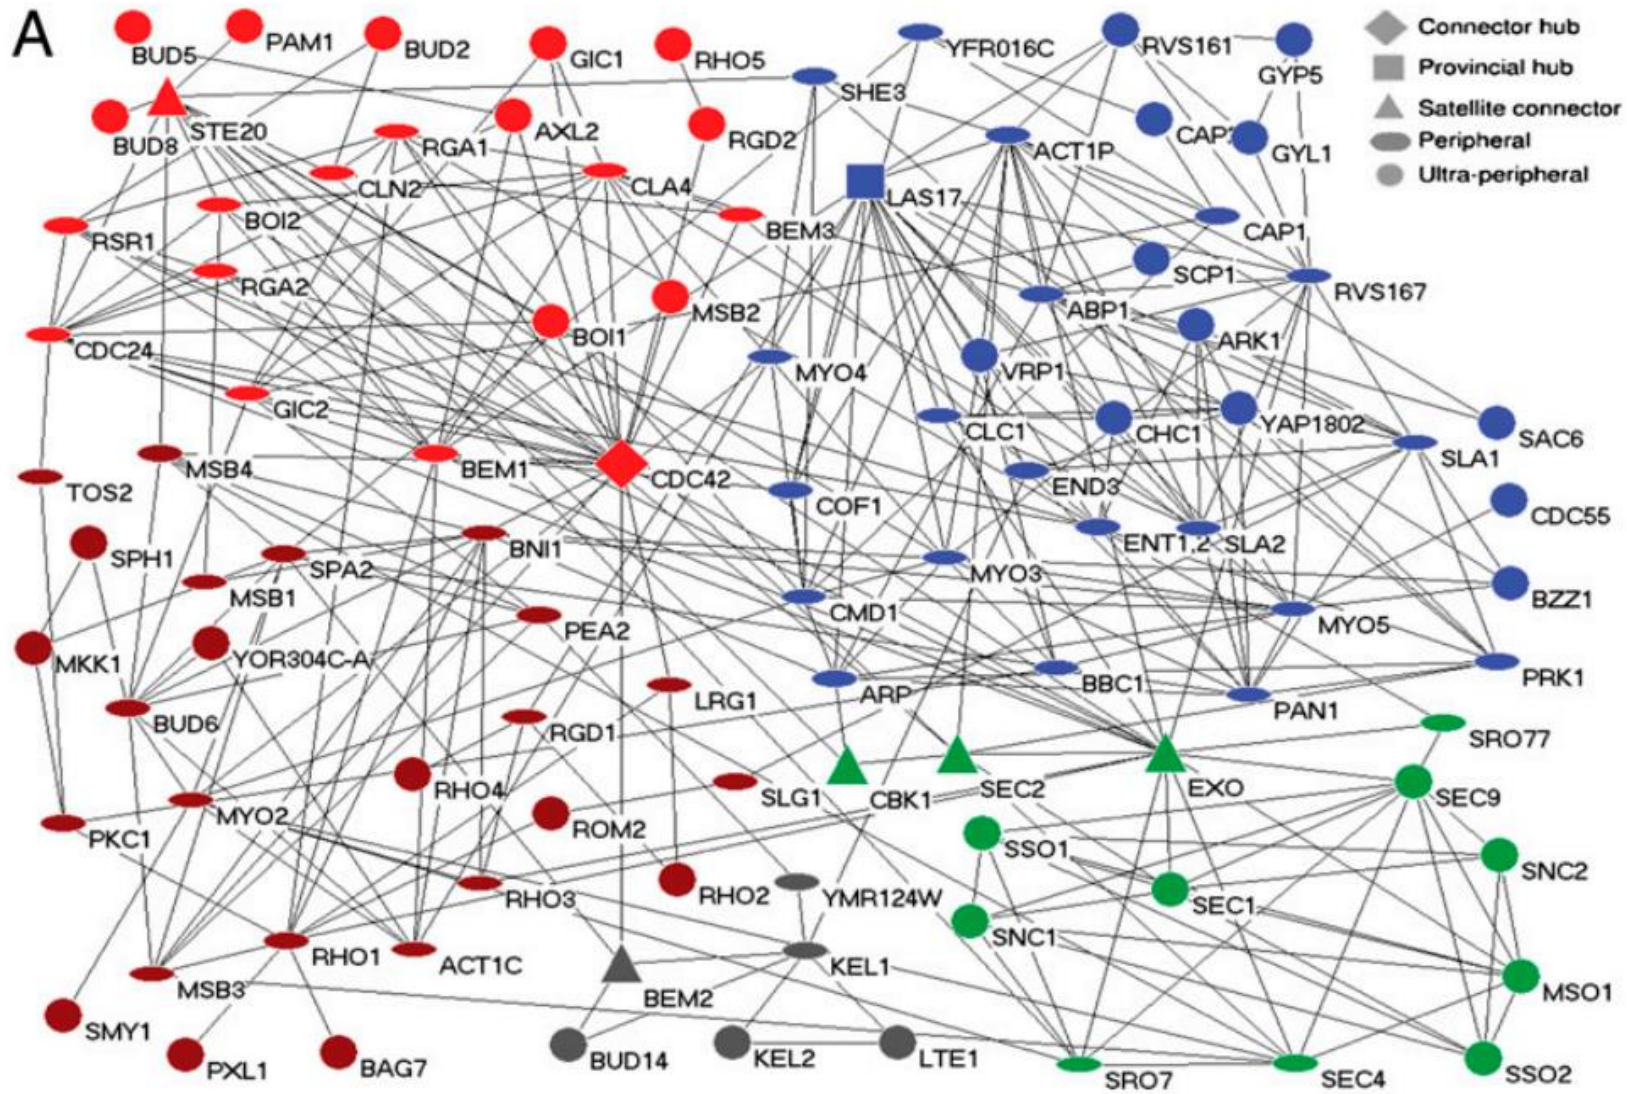 A
Connector hub
Provincial hub
Satellite connector
Peripheral
Ultra-peripheral
BUD5
PAM1
BUD2
GIC1
RHO5
YFR016C
RVS161
GYP5
SHE3
BUD8
STE20
RGA1
AXL2
RGD2
ACT1P
GYL1
CLN2
CLA4
LAS17
RSR1
BOI2
BEM3
CAP1
SCP1
RGA2
MSB2
ABP1
RVS167
CDC24
BOI1
MYO4
VRP1
ARK1
GIC2
CLC1
CHC1
YAP1802
SAC6
TOS2
MSB4
BEM1
CDC42
COF1
END3
SLA1
CDC55
SPH1
SPA2
BNI1
ENT1,2
SLA2
MSB1
MYO3
BZZ1
MKK1
YOR304C-A
PEA2
CMD1
MYO5
BUD6
RGD1
LRG1
ARP
BBC1
PAN1
PRK1
SRO77
PKC1
MYO2
RHO4
ROM2
SLG1
CBK1
SEC2
EXO
SEC9
SSO1
SNC2
RHO3
RHO2
YMR124W
SEC1
SNC1
MSB3
RHO1
ACT1C
BEM2
KEL1
MSO1
SMY1
PXL1
BAG7
BUD14
KEL2
LTE1
SRO7
SEC4
SSO2